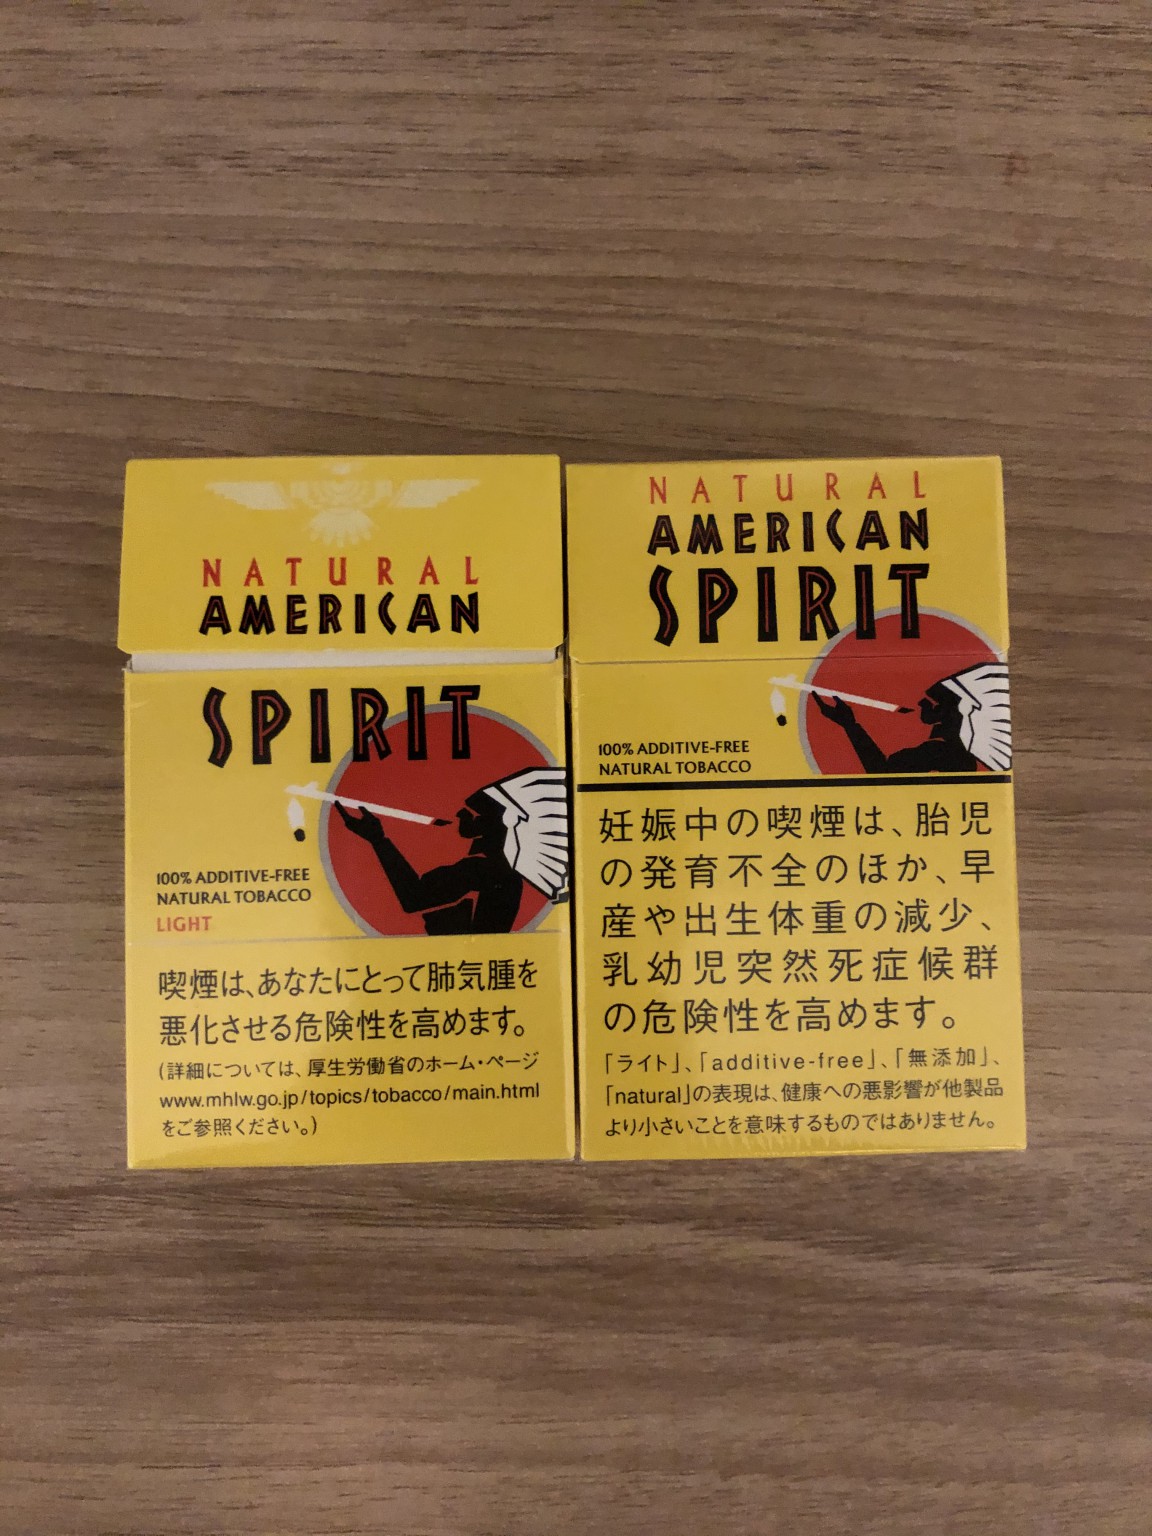 NATURAL
AMERICAN
SPIRIT
100% ADDITIVE-FREE
NATURAL TOBACCO
LIGHT
喫煙は、あなたにとって肺気腫を
悪化させる危険性を高めます。
(詳細については、厚生労働省のホーム・ページ
www.mhlw.go.jp/topics/tobacco/main.html
をご参照ください。)
NATURAL
AMERICAN
SPIRIT
100% ADDITIVE-FREE
NATURAL TOBACCO
妊娠中の喫煙は、胎児
の発育不全のほか、早
産や出生体重の減少、
乳幼児突然死症候群
の危険性を高めます。
「ライト」、「additive-free」、「無添加」、
「natural」の表現は、健康への悪影響が他製品
より小さいことを意味するものではありません。